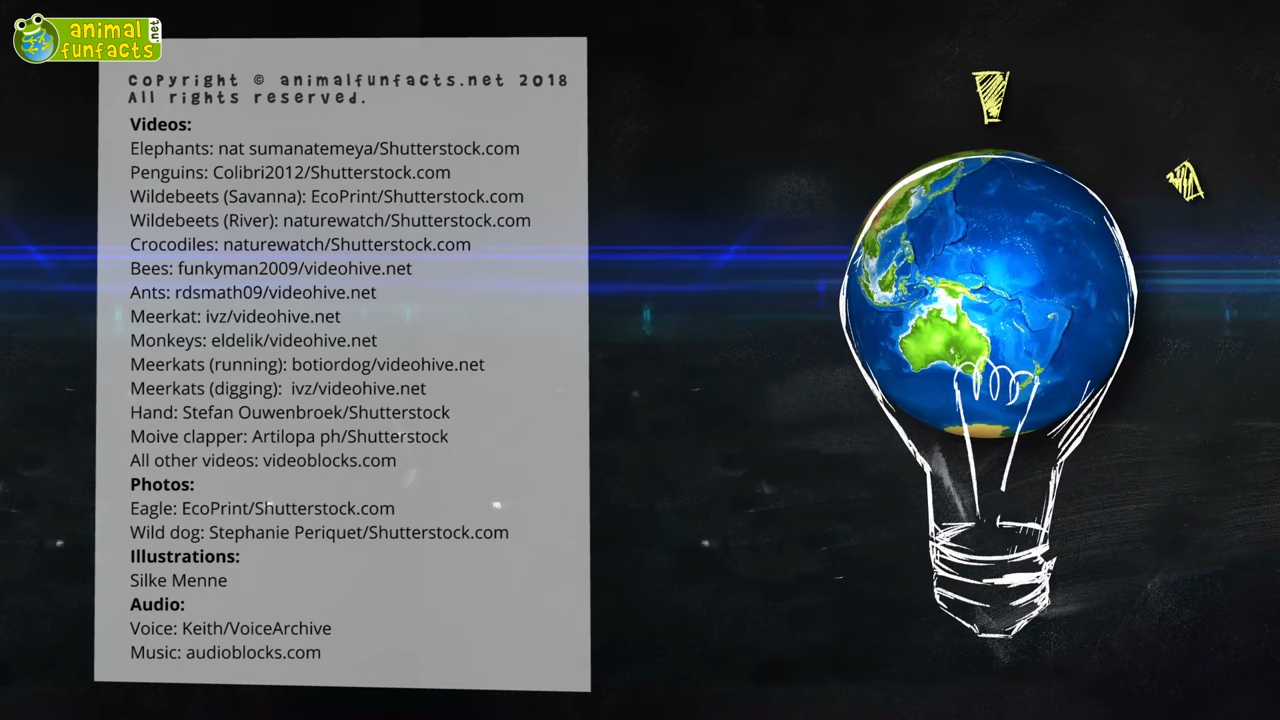 animal
funfacts
.net
Copyright © animalfunfacts.net 2018
All rights reserved.
Videos:
Elephants: nat sumanatemeya/Shutterstock.com
Penguins: Colibri2012/Shutterstock.com
Wildebeets (Savanna): EcoPrint/Shutterstock.com
Wildebeets (River): naturewatch/Shutterstock.com
Crocodiles: naturewatch/Shutterstock.com
Bees: funkyman2009/videohive.net
Ants: rdsmath09/videohive.net
Meerkat: ivz/videohive.net
Monkeys: eldelik/videohive.net
Meerkats (running): botiordog/videohive.net
Meerkats (digging):  ivz/videohive.net
Hand: Stefan Ouwenbroek/Shutterstock
Moive clapper: Artilopa ph/Shutterstock
All other videos: videoblocks.com
Photos:
Eagle: EcoPrint/Shutterstock.com
Wild dog: Stephanie Periquet/Shutterstock.com
Illustrations:
Silke Menne
Audio:
Voice: Keith/VoiceArchive
Music: audioblocks.com